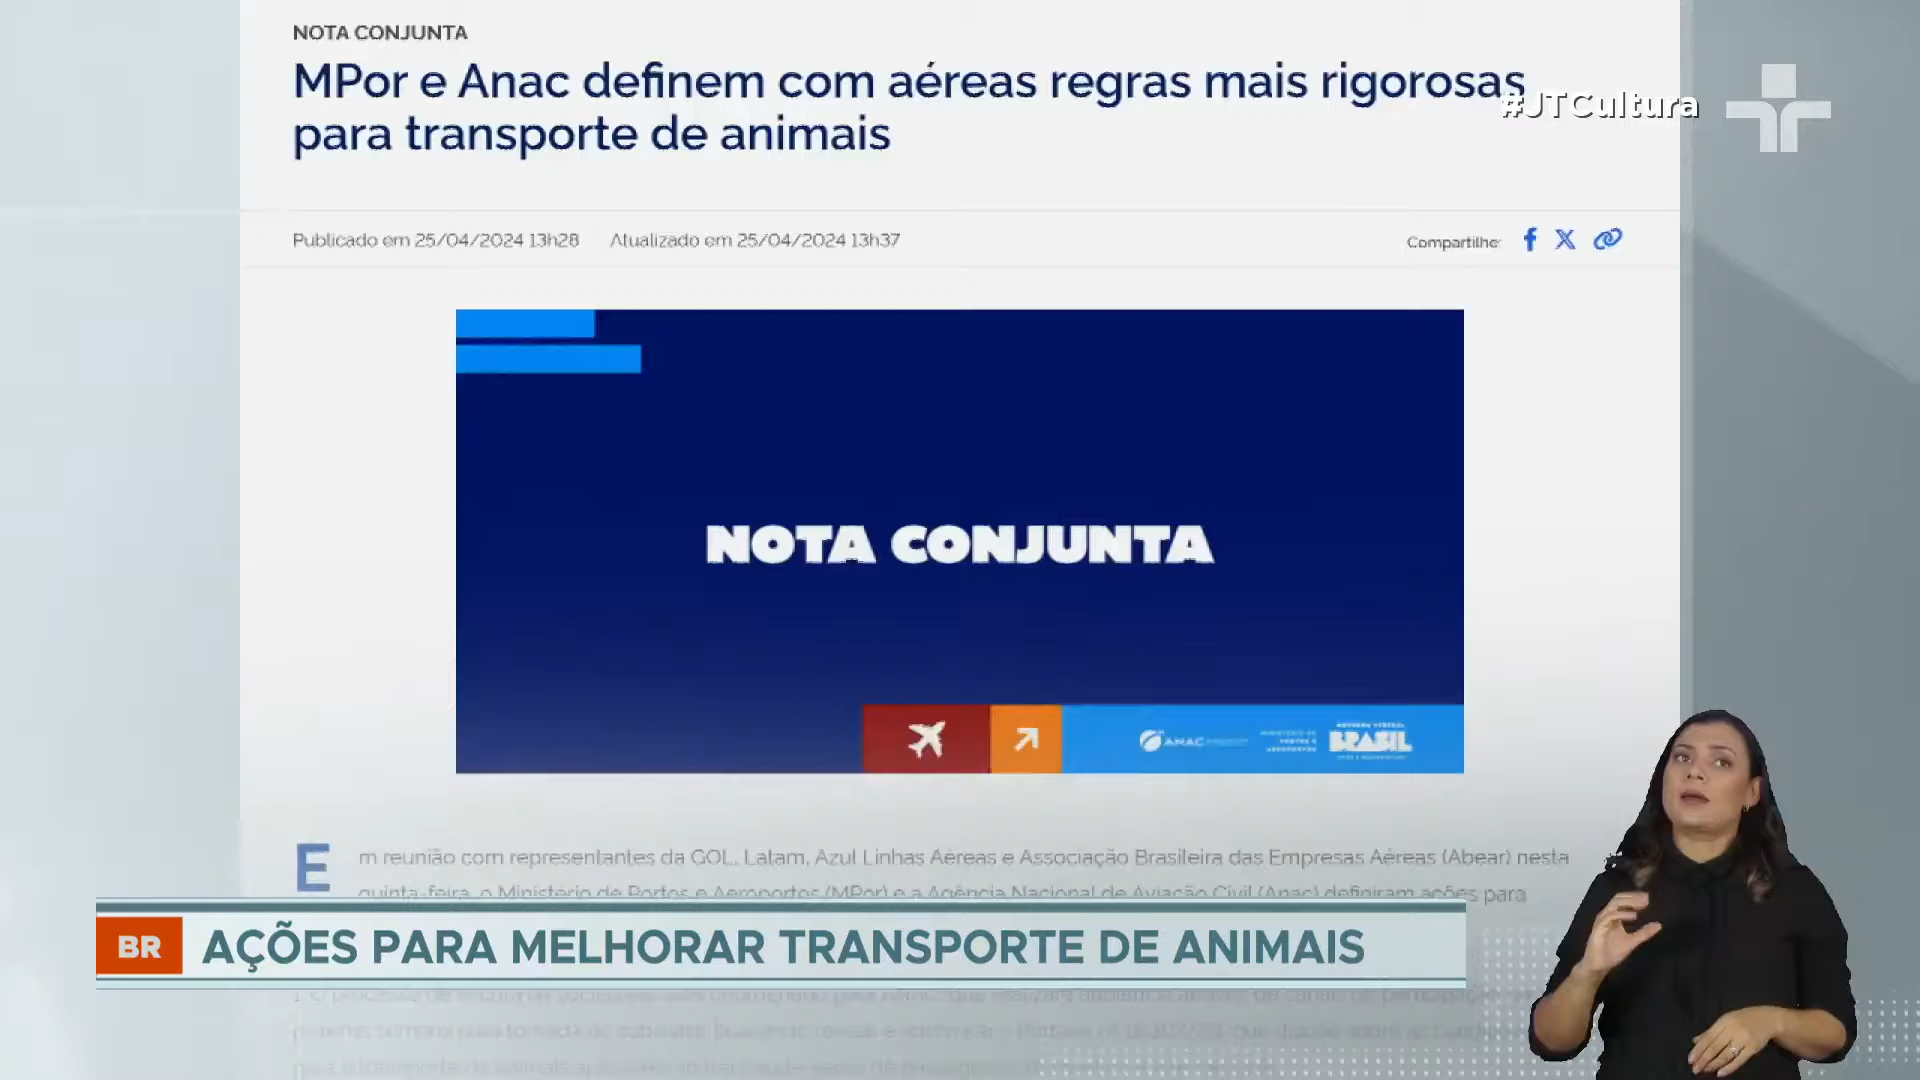 NOTA CONJUNTA
MPor e Anac definem com aéreas regras mais rigorosas
para transporte de animais
#JTCultura
Publicado em 25/04/2024 13h28 Atualizado em 25/04/2024 13h37
Compartilhe:
NOTA CONJUNTA
ANAC
BRASIL
Em reunião com representantes da GOL, Latam, Azul Linhas Aéreas e Associação Brasileira das Empresas Aéreas (Abear) nesta
quinta-feira, o Ministério de Portos e Aeroportos (MPor) e a Agência Nacional de Aviação Civil (Anac) definiram ações para
BR AÇÕES PARA MELHORAR TRANSPORTE DE ANIMAIS